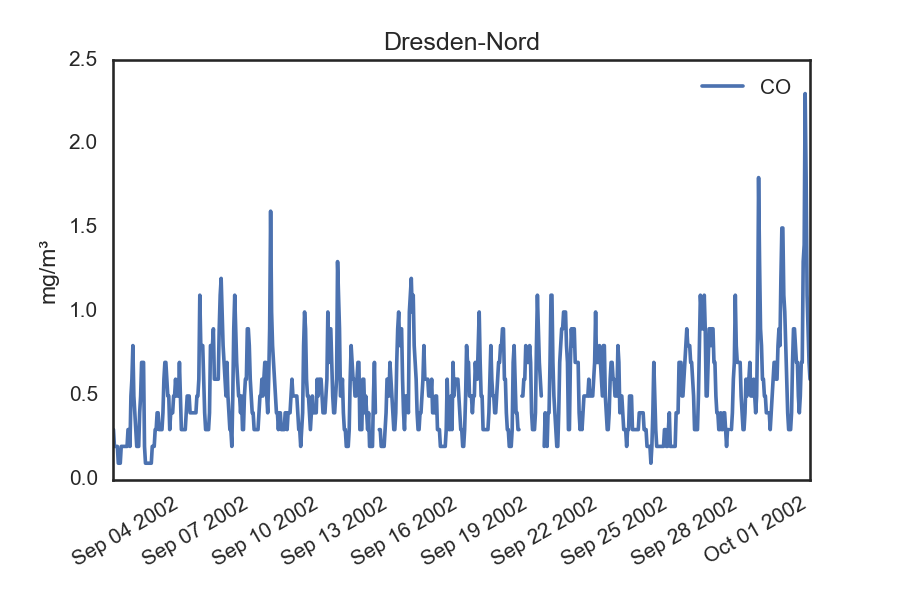 Dresden-Nord
CO
mg/m³
2.5
2.0
1.5
1.0
0.5
0.0
Sep 04 2002
Sep 07 2002
Sep 10 2002
Sep 13 2002
Sep 16 2002
Sep 19 2002
Sep 22 2002
Sep 25 2002
Sep 28 2002
Oct 01 2002